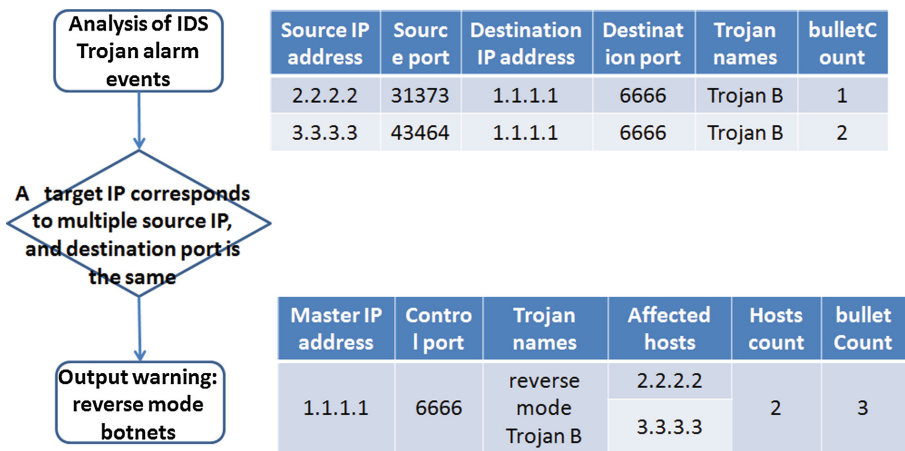 Analysis of IDS
Trojan alarm
events
A target IP corresponds
to multiple source IP,
and destination port is
the same
Output warning:
reverse mode
botnets
Source IP address Sourc e port Destination IP address Destinat ion port Trojan names bulletC ount
2.2.2.2 31373 1.1.1.1 6666 Trojan B 1
3.3.3.3 43464 1.1.1.1 6666 Trojan B 2
Master IP address Contro l port Trojan names Affected hosts Hosts count bullet Count
1.1.1.1 6666 reverse mode Trojan B 2.2.2.2 2 3
3.3.3.3